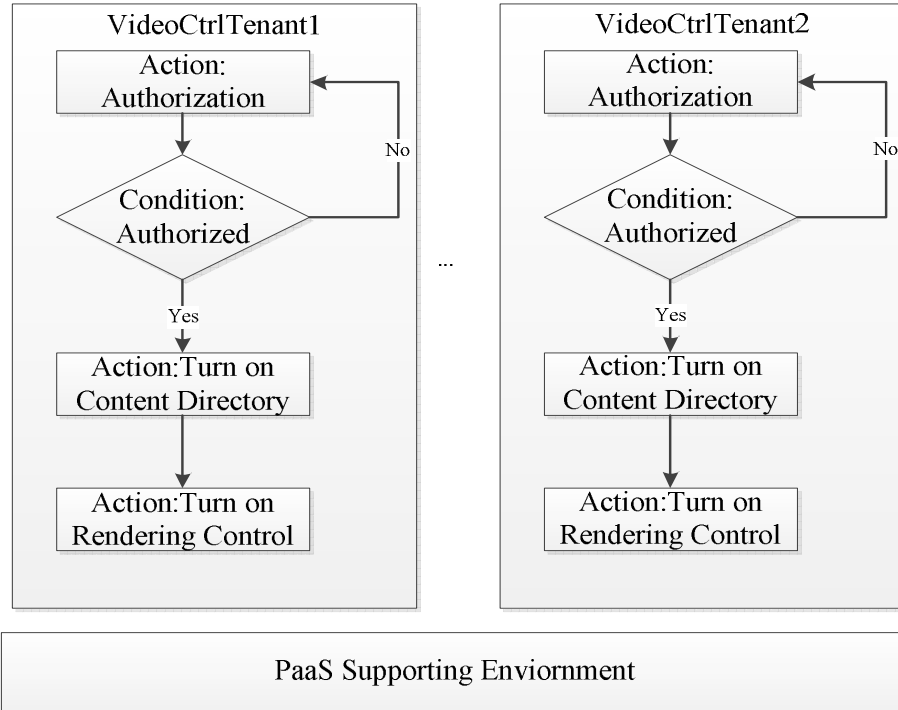 VideoCtrlTenant1
Action:
Authorization
No
Condition:
Authorized
Yes
Action:Turn on
Content Directory
Action:Turn on
Rendering Control
...
VideoCtrlTenant2
Action:
Authorization
No
Condition:
Authorized
Yes
Action:Turn on
Content Directory
Action:Turn on
Rendering Control
PaaS Supporting Enviornment